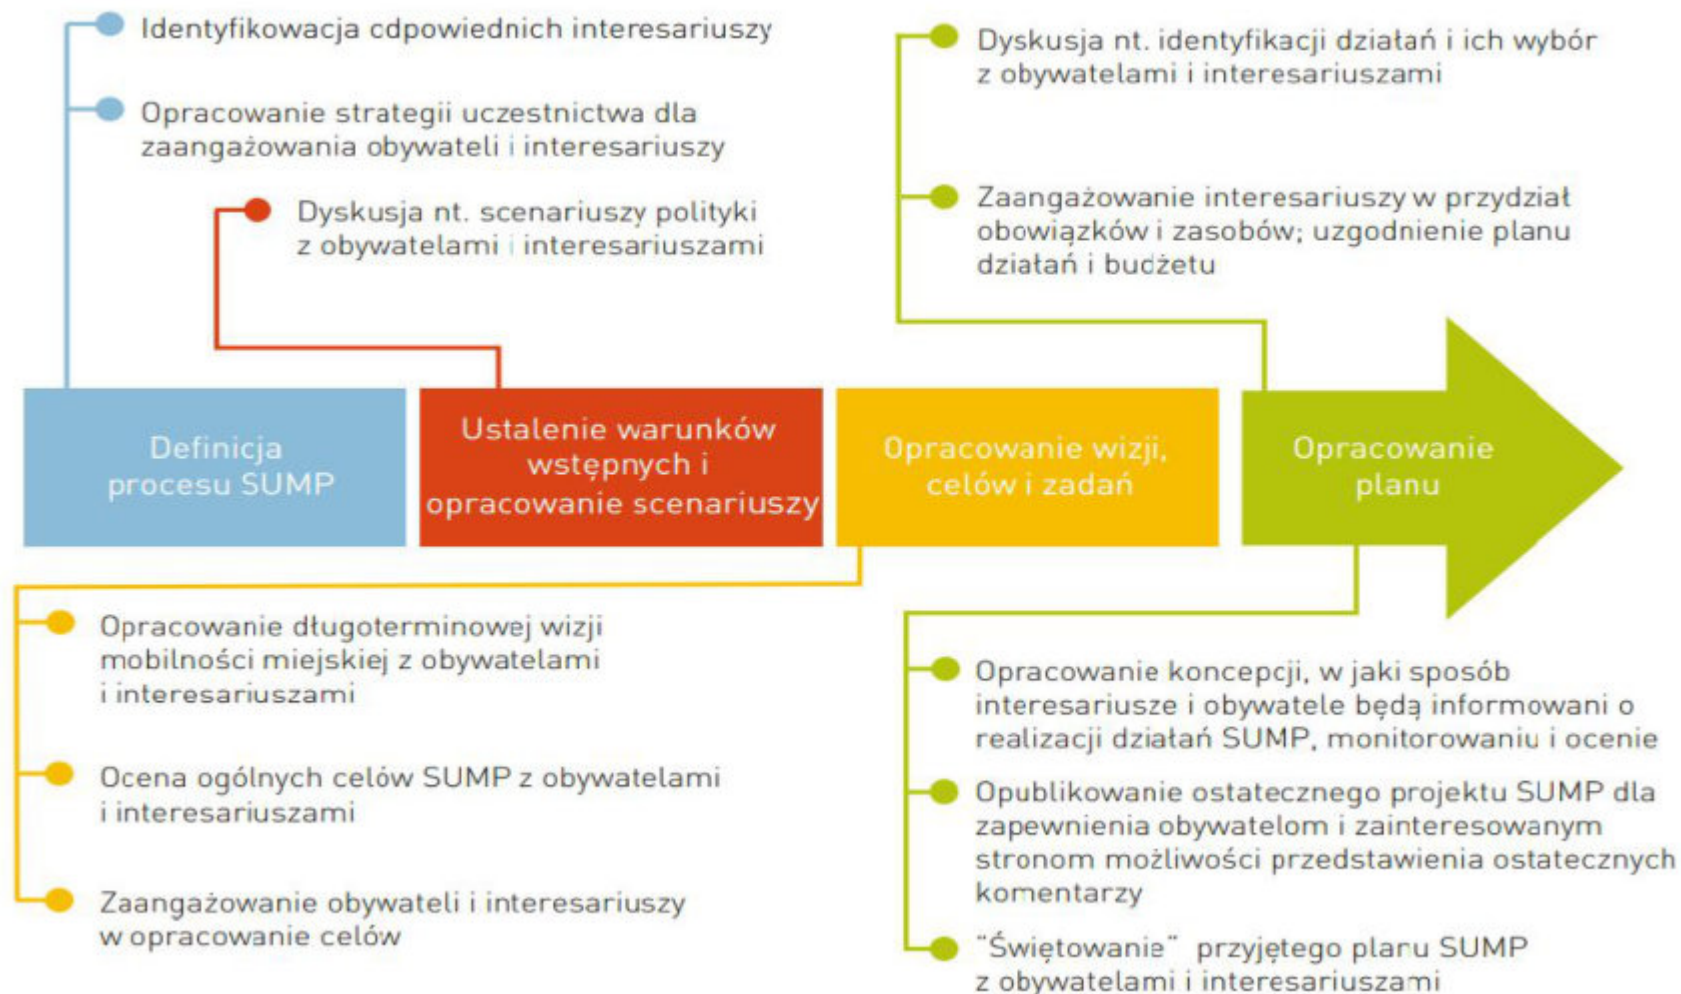 Identyfikowacja cdpowiednich interesariuszy
Opracowanie strategii uczestnictwa dla
zaangażowania obywateli i interesariuszy
Dyskusja nt. scenariuszy polityki
z obywatelami i interesariuszami
Dyskusja nt. identyfikacji działań i ich wybór
z obywatelami i interesariuszami
Zaangażowanie interesariuszy w przydział
obowiązków i zasobów; uzgodnienie planu
działań i budżetu
Definicja
procesu SUMP
Ustalenie warunków
wstępnych i
opracowanie scenariuszy
Opracowanie wizji,
celów i zadań
Opracowanie
planu
Opracowanie długoterminowej wizji
mobilności miejskiej z obywatelami
i interesariuszami
Ocena ogólnych celów SUMP z obywatelami
i interesariuszami
Zaangażowanie obywateli i interesariuszy
w opracowanie celów
Opracowanie koncepcji, w jaki sposób
interesariusze i obywatele będą informowani o
realizacji działań SUMP, monitorowaniu i ocenie
Opublikowanie ostatecznego projektu SUMP dla
zapewnienia obywatelom i zainteresowanym
stronom możliwości przedstawienia ostatecznych
komentarzy
"Świętowanie" przyjętego planu SUMP
z obywatelami i interesariuszami